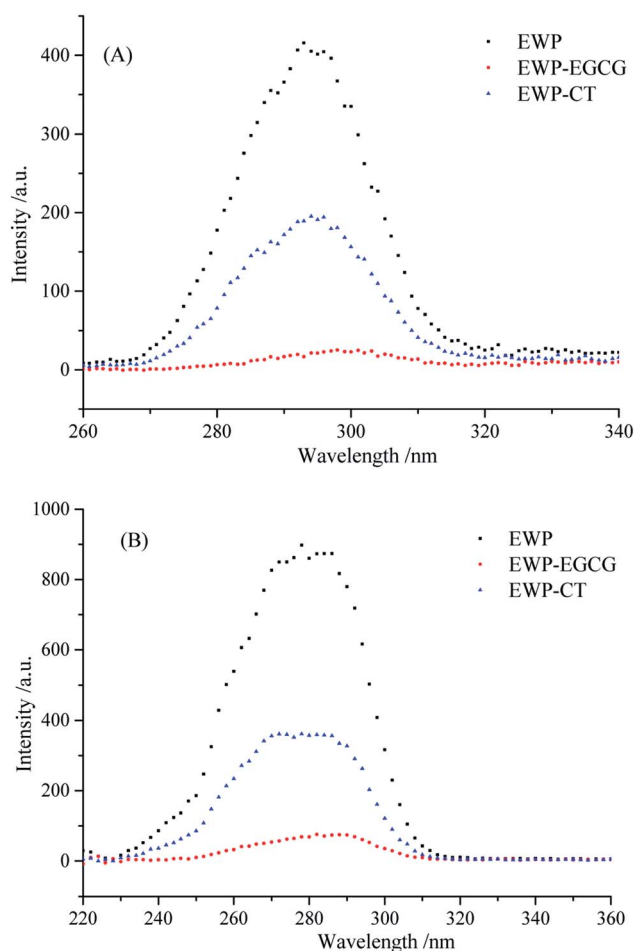 (A)
EWP
EWP-EGCG
EWP-CT
400
300
200
100
0
Intensity /a.u.
260
280
300
320
340
Wavelength /nm
(B)
EWP
EWP-EGCG
EWP-CT
1000
800
600
400
200
0
Intensity /a.u.
220
240
260
280
300
320
340
360
Wavelength /nm